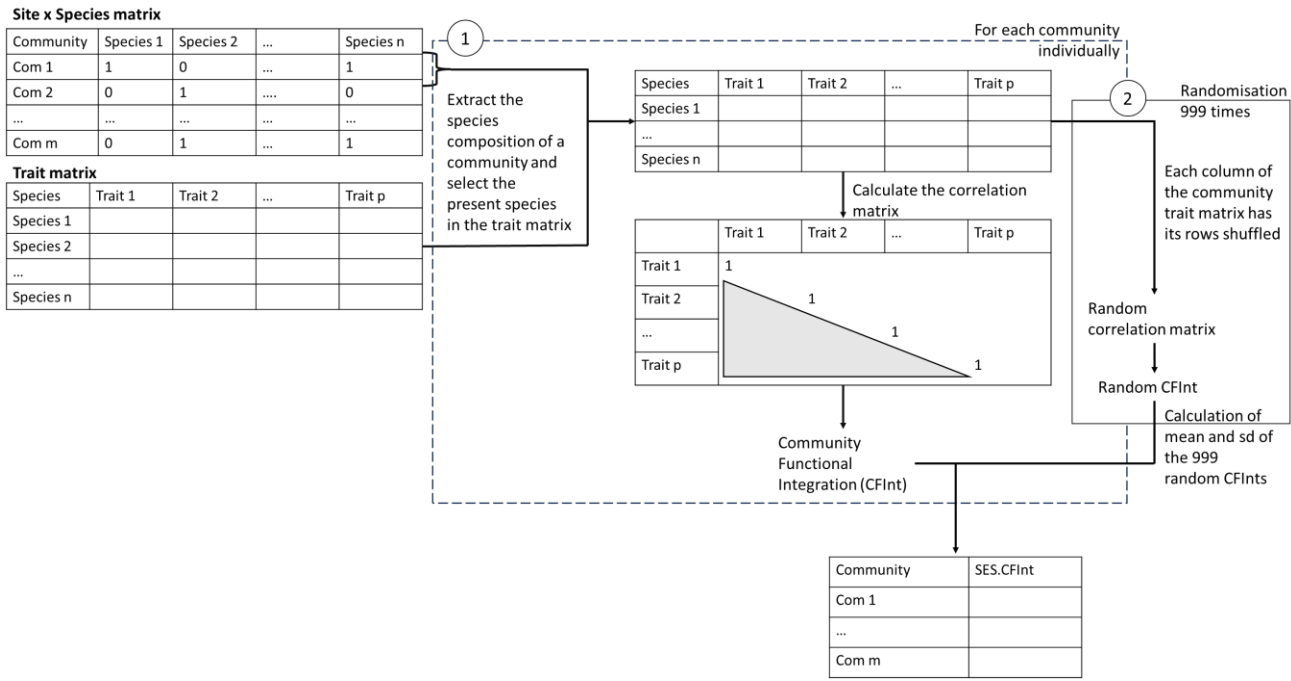 Site x Species matrix
Community Species 1 Species 2 ... Species n
Com 1 1 0 ... 1
Com 2 0 1 .... 0
... ... ... ... ...
Com m 0 1 ... 1
Trait matrix
Species Trait 1 Trait 2 ... Trait p
Species 1
Species 2
...
Species n
1
Extract the
species
composition of a
community and
select the
present species
in the trait matrix
For each community
individually
Species Trait 1 Trait 2 ... Trait p
Species 1
...
Species n
Calculate the correlation
matrix
Trait 1 Trait 2 ... Trait p
Trait 1 1
Trait 2 1
... 1
Trait p 1
Community
Functional
Integration (CFInt)
2
Randomisation
999 times
Each column of
the community
trait matrix has
its rows shuffled
Random
correlation matrix
Random CFInt
Calculation of
mean and sd of
the 999
random CFInts
Community SES.CFInt
Com 1
...
Com m